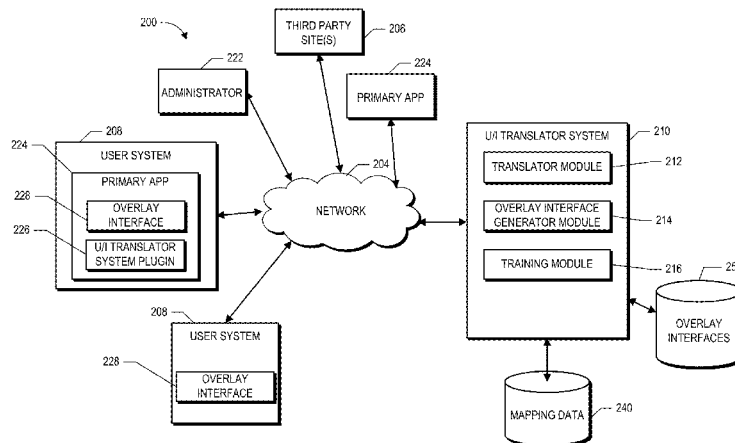 200
THIRD PARTY
SITE(S)
206
222
ADMINISTRATOR
224
PRIMARY APP
208
USER SYSTEM
224
PRIMARY APP
228
OVERLAY
INTERFACE
226
U/I TRANSLATOR
SYSTEM PLUGIN
204
NETWORK
U/I TRANSLATOR SYSTEM
210
TRANSLATOR MODULE
212
OVERLAY INTERFACE
GENERATOR MODULE
214
TRAINING MODULE
216
OVERLAY
INTERFACES
208
USER SYSTEM
228
OVERLAY
INTERFACE
MAPPING DATA
240